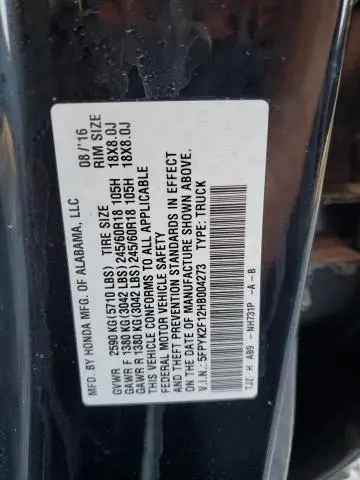 MFD. BY HONDA MFG. OF ALABAMA, LLC 08/'16
TIRE SIZE RIM SIZE
GVWR 2590 KG(5710 LBS)
GAWR F 1380 KG(3042 LBS) 245/60R18 105H 18X8.0J
GAWR R 1380 KG(3042 LBS) 245/60R18 105H 18X8.0J
THIS VEHICLE CONFORMS TO ALL APPLICABLE
FEDERAL MOTOR VEHICLE SAFETY
AND THEFT PREVENTION STANDARDS IN EFFECT
ON THE DATE OF MANUFACTURE SHOWN ABOVE.
V.I.N.: 5FPYK2F12HB004273 TYPE: TRUCK
TJZ H AB9 -NH731P -A-B